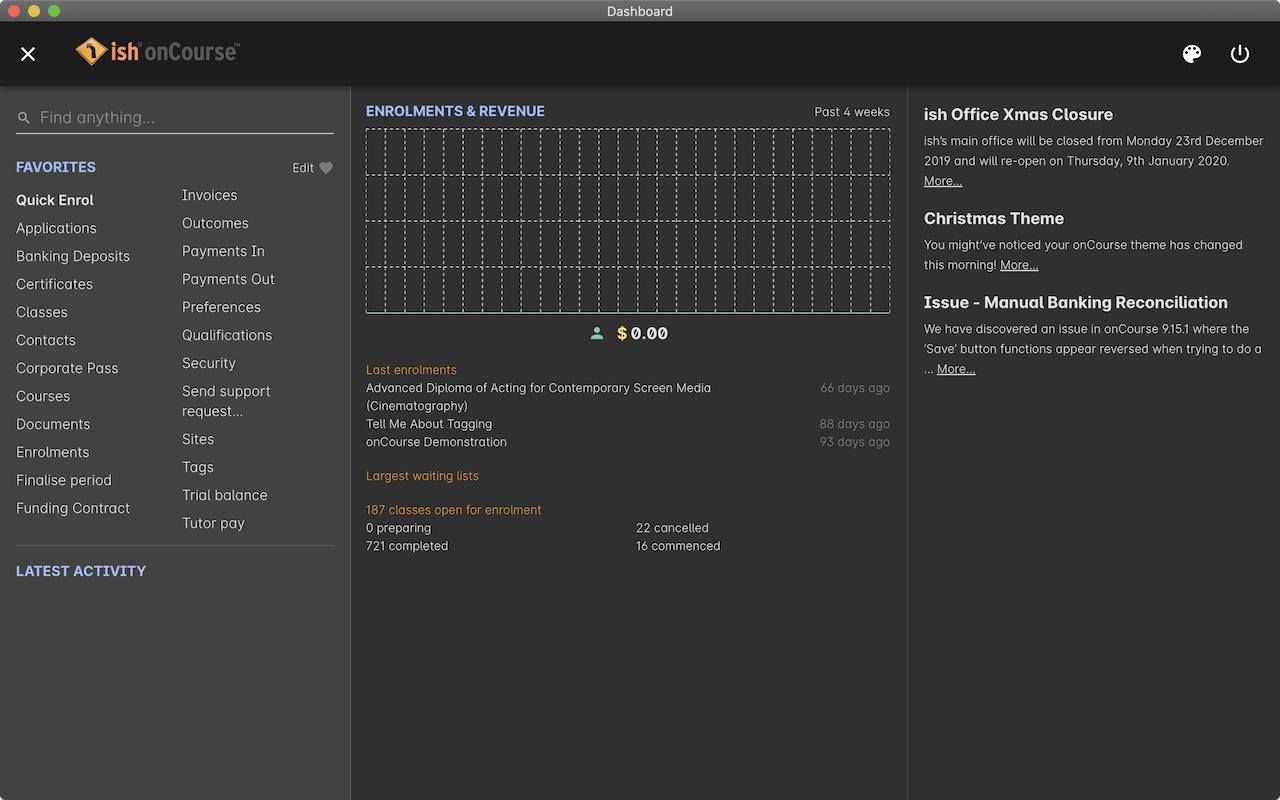 Dashboard
ish onCourse™
Find anything...
FAVORITES
Edit
Quick Enrol
Applications
Banking Deposits
Certificates
Classes
Contacts
Corporate Pass
Courses
Documents
Enrolments
Finalise period
Funding Contract
Invoices
Outcomes
Payments In
Payments Out
Preferences
Qualifications
Security
Send support
request...
Sites
Tags
Trial balance
Tutor pay
LATEST ACTIVITY
ENROLMENTS & REVENUE
Past 4 weeks
$0.00
Last enrolments
Advanced Diploma of Acting for Contemporary Screen Media 66 days ago
(Cinematography)
Tell Me About Tagging 88 days ago
onCourse Demonstration 93 days ago
Largest waiting lists
187 classes open for enrolment
0 preparing 22 cancelled
721 completed 16 commenced
ish Office Xmas Closure
ish's main office will be closed from Monday 23rd December
2019 and will re-open on Thursday, 9th January 2020.
More...
Christmas Theme
You might've noticed your onCourse theme has changed
this morning! More...
Issue - Manual Banking Reconciliation
We have discovered an issue in onCourse 9.15.1 where the
'Save' button functions appear reversed when trying to do a
... More...